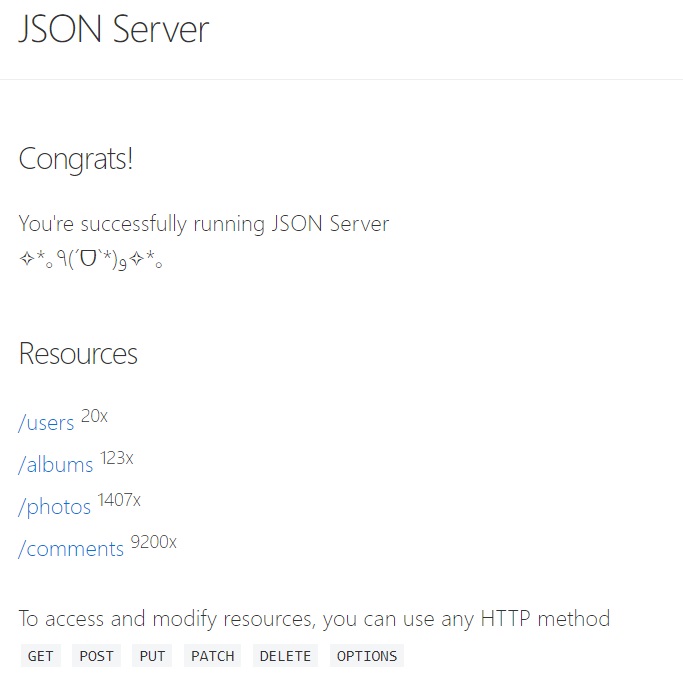 JSON Server
Congrats!
You're successfully running JSON Server
✧*｡٩(ˊᗜˋ*)و✧*｡
Resources
/users 20x
/albums 123x
/photos 1407x
/comments 9200x
To access and modify resources, you can use any HTTP method
GET POST PUT PATCH DELETE OPTIONS